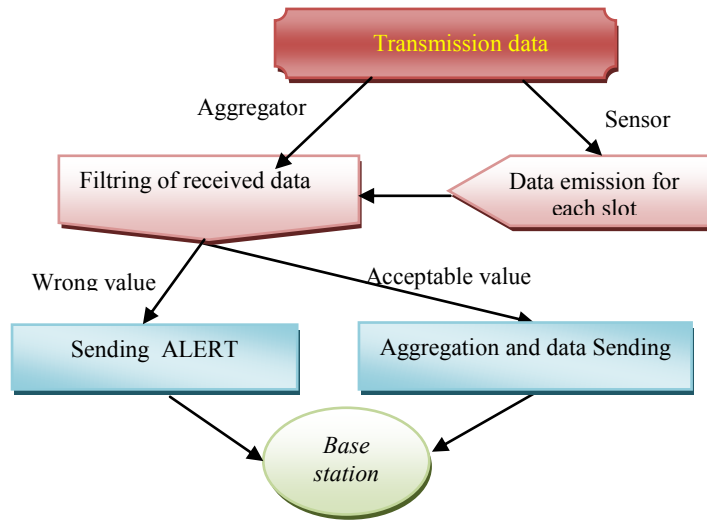 Transmission data
Aggregator
Sensor
Filtring of received data
Data emission for
each slot
Wrong value
Acceptable value
Sending ALERT
Aggregation and data Sending
Base
station